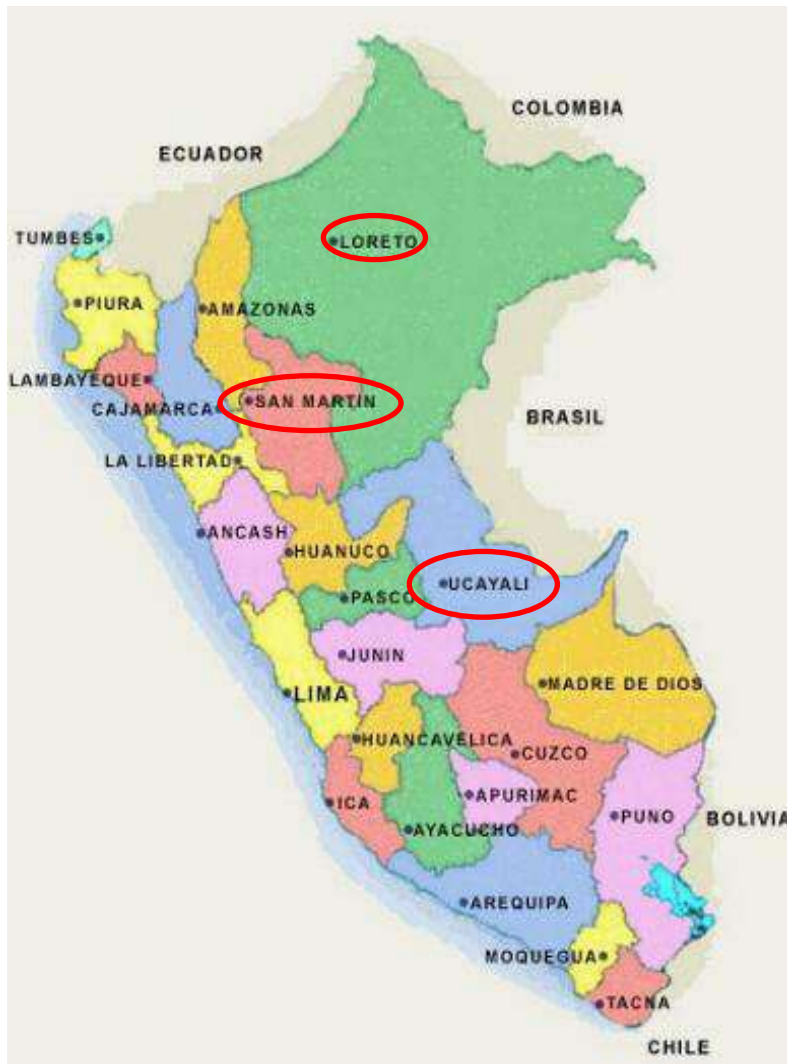 COLOMBIA
ECUADOR
TUMBES
LORETO
PIURA
AMAZONAS
LAMBAYEQUE
SAN MARTIN
CAJAMARCA
BRASIL
LA LIBERTAD
ANCASH
HUANUCO
UCAYALI
PASCO
JUNIN
MADRE DE DIOS
LIMA
HUANCAVELICA
CUZCO
ICA
APURIMAC
PUNO
BOLIVIA
AYACUCHO
AREQUIPA
MOQUEGUA
TACNA
CHILE